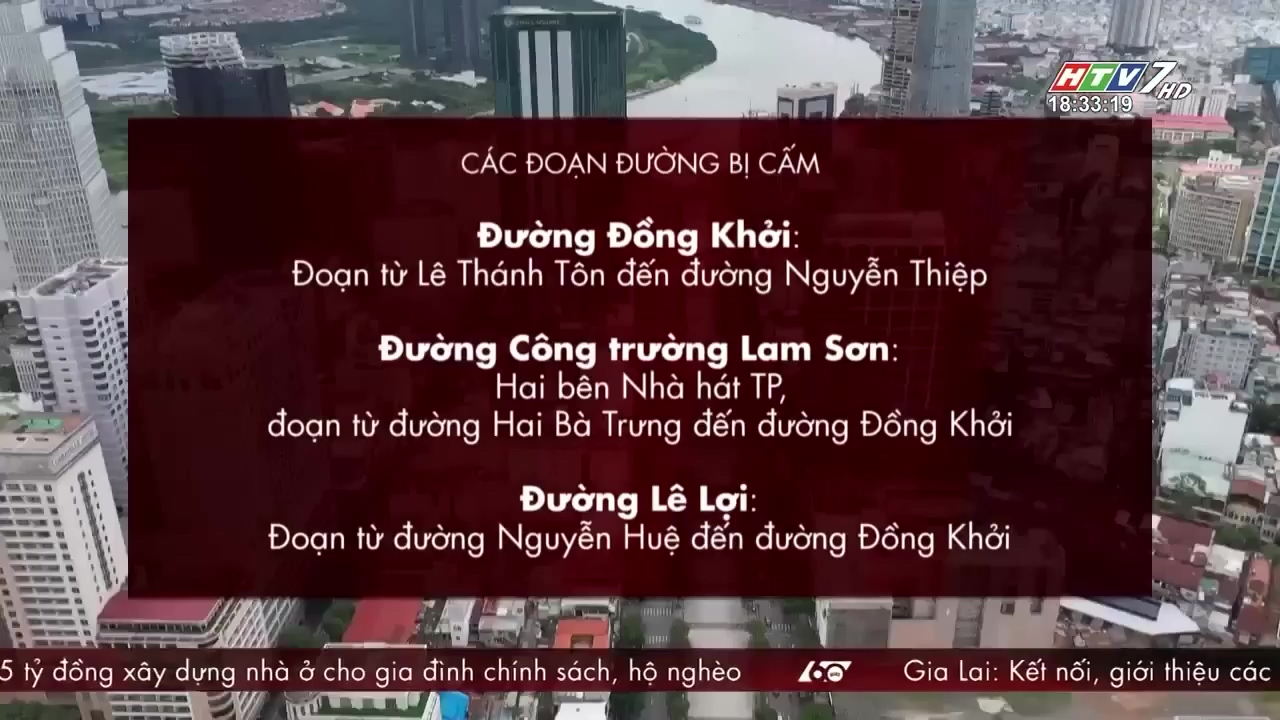 HTV7 HD
18:33:19
CÁC ĐOẠN ĐƯỜNG BỊ CẤM
Đường Đồng Khởi:
Đoạn từ Lê Thánh Tôn đến đường Nguyễn Thiệp
Đường Công trường Lam Sơn:
Hai bên Nhà hát TP,
đoạn từ đường Hai Bà Trưng đến đường Đồng Khởi
Đường Lê Lợi:
Đoạn từ đường Nguyễn Huệ đến đường Đồng Khởi
5 tỷ đồng xây dựng nhà ở cho gia đình chính sách, hộ nghèo
Gia Lai: Kết nối, giới thiệu các